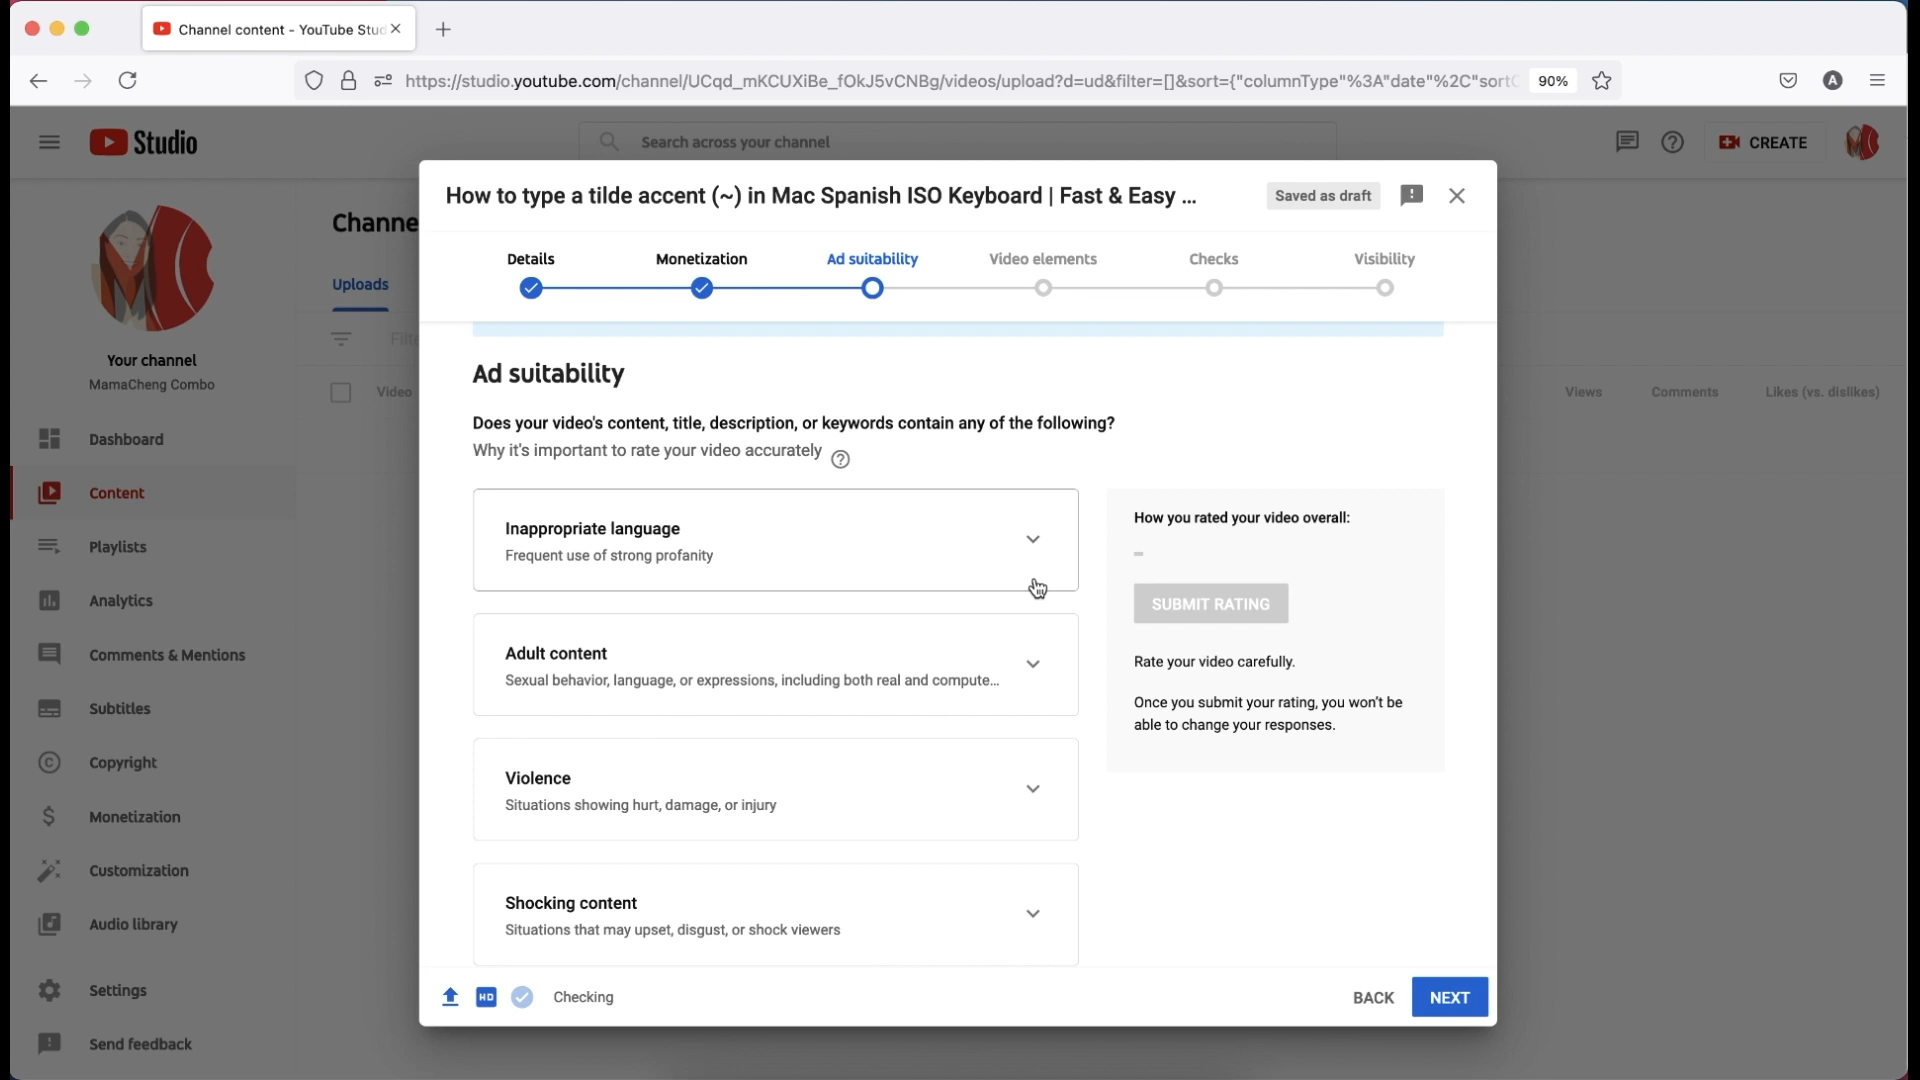 Channel content - YouTube Stud
https://studio.youtube.com/channel/UCqd_mKCUXiBe_fOkJ5vCNBg/videos/upload?d=ud&filter=[]&sort={"columnType"%3A"date"%2C"sort
90%
A
Studio
Search across your channel
CREATE
How to type a tilde accent (~) in Mac Spanish ISO Keyboard | Fast & Easy ...
Saved as draft
Details
Monetization
Ad suitability
Video elements
Checks
Visibility
Channe
Uploads
Filte
Video
Views
Comments
Likes (vs. dislikes)
Your channel
MamaCheng Combo
Dashboard
Content
Playlists
Analytics
Comments & Mentions
Subtitles
Copyright
Monetization
Customization
Audio library
Settings
Send feedback
Ad suitability
Does your video's content, title, description, or keywords contain any of the following?
Why it's important to rate your video accurately
Inappropriate language
Frequent use of strong profanity
Adult content
Sexual behavior, language, or expressions, including both real and compute...
Violence
Situations showing hurt, damage, or injury
Shocking content
Situations that may upset, disgust, or shock viewers
How you rated your video overall:
–
SUBMIT RATING
Rate your video carefully.
Once you submit your rating, you won't be
able to change your responses.
HD
Checking
BACK
NEXT